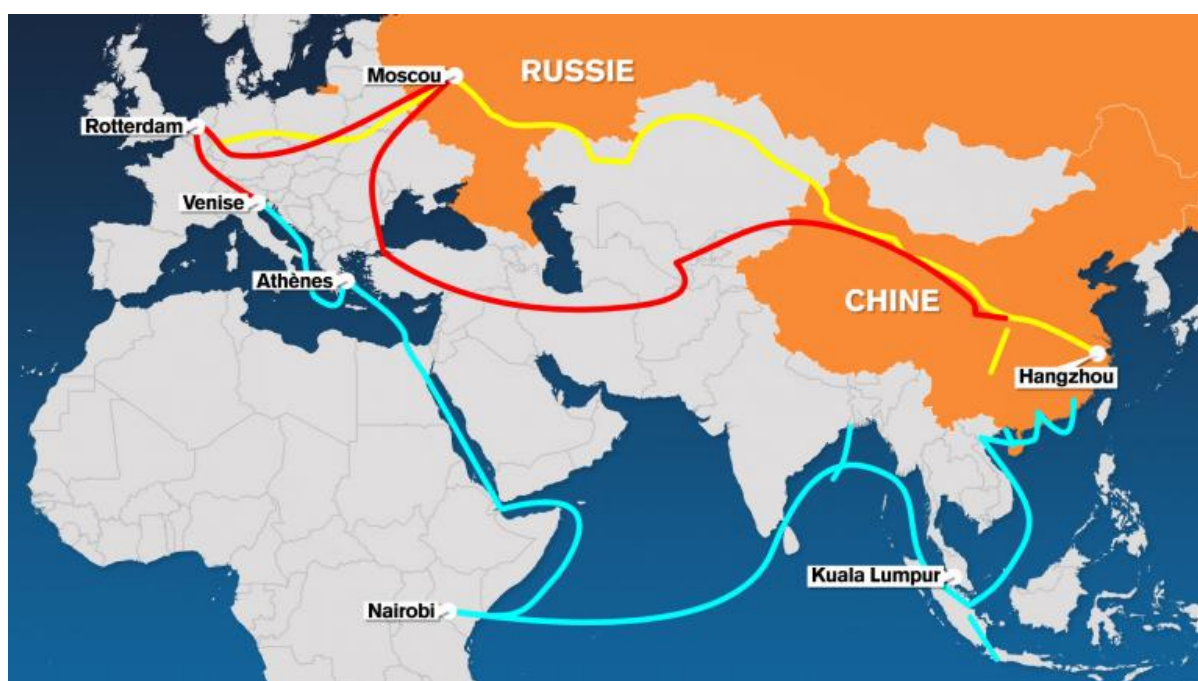 RUSSIE
Moscou
Rotterdam
Venise
Athènes
CHINE
Hangzhou
Kuala Lumpur
Nairobi